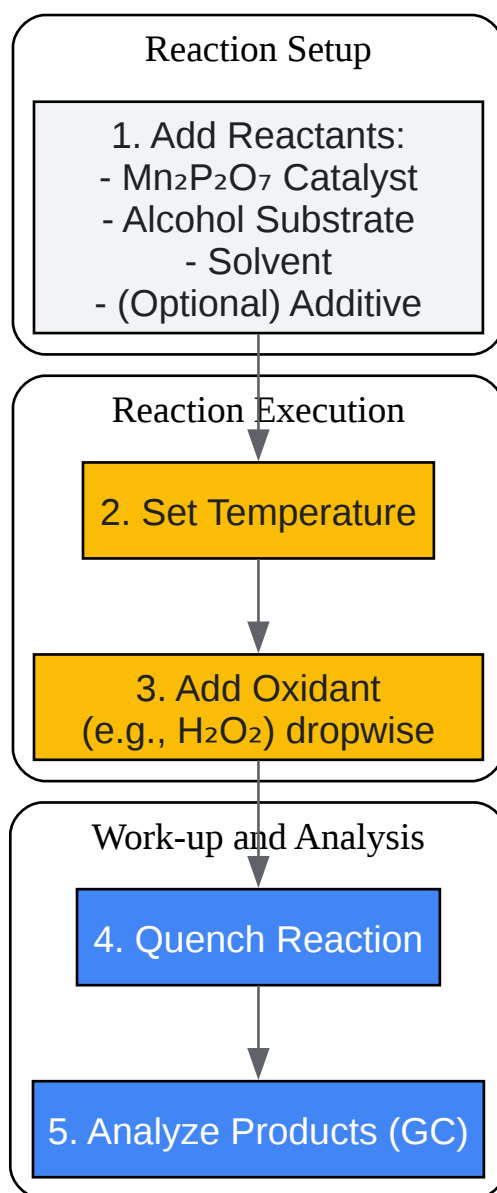 Reaction Setup
1. Add Reactants:
- Mn₂P₂O₇ Catalyst
- Alcohol Substrate
- Solvent
- (Optional) Additive
Reaction Execution
2. Set Temperature
3. Add Oxidant
(e.g., H₂O₂) dropwise
Work-up and Analysis
4. Quench Reaction
5. Analyze Products (GC)